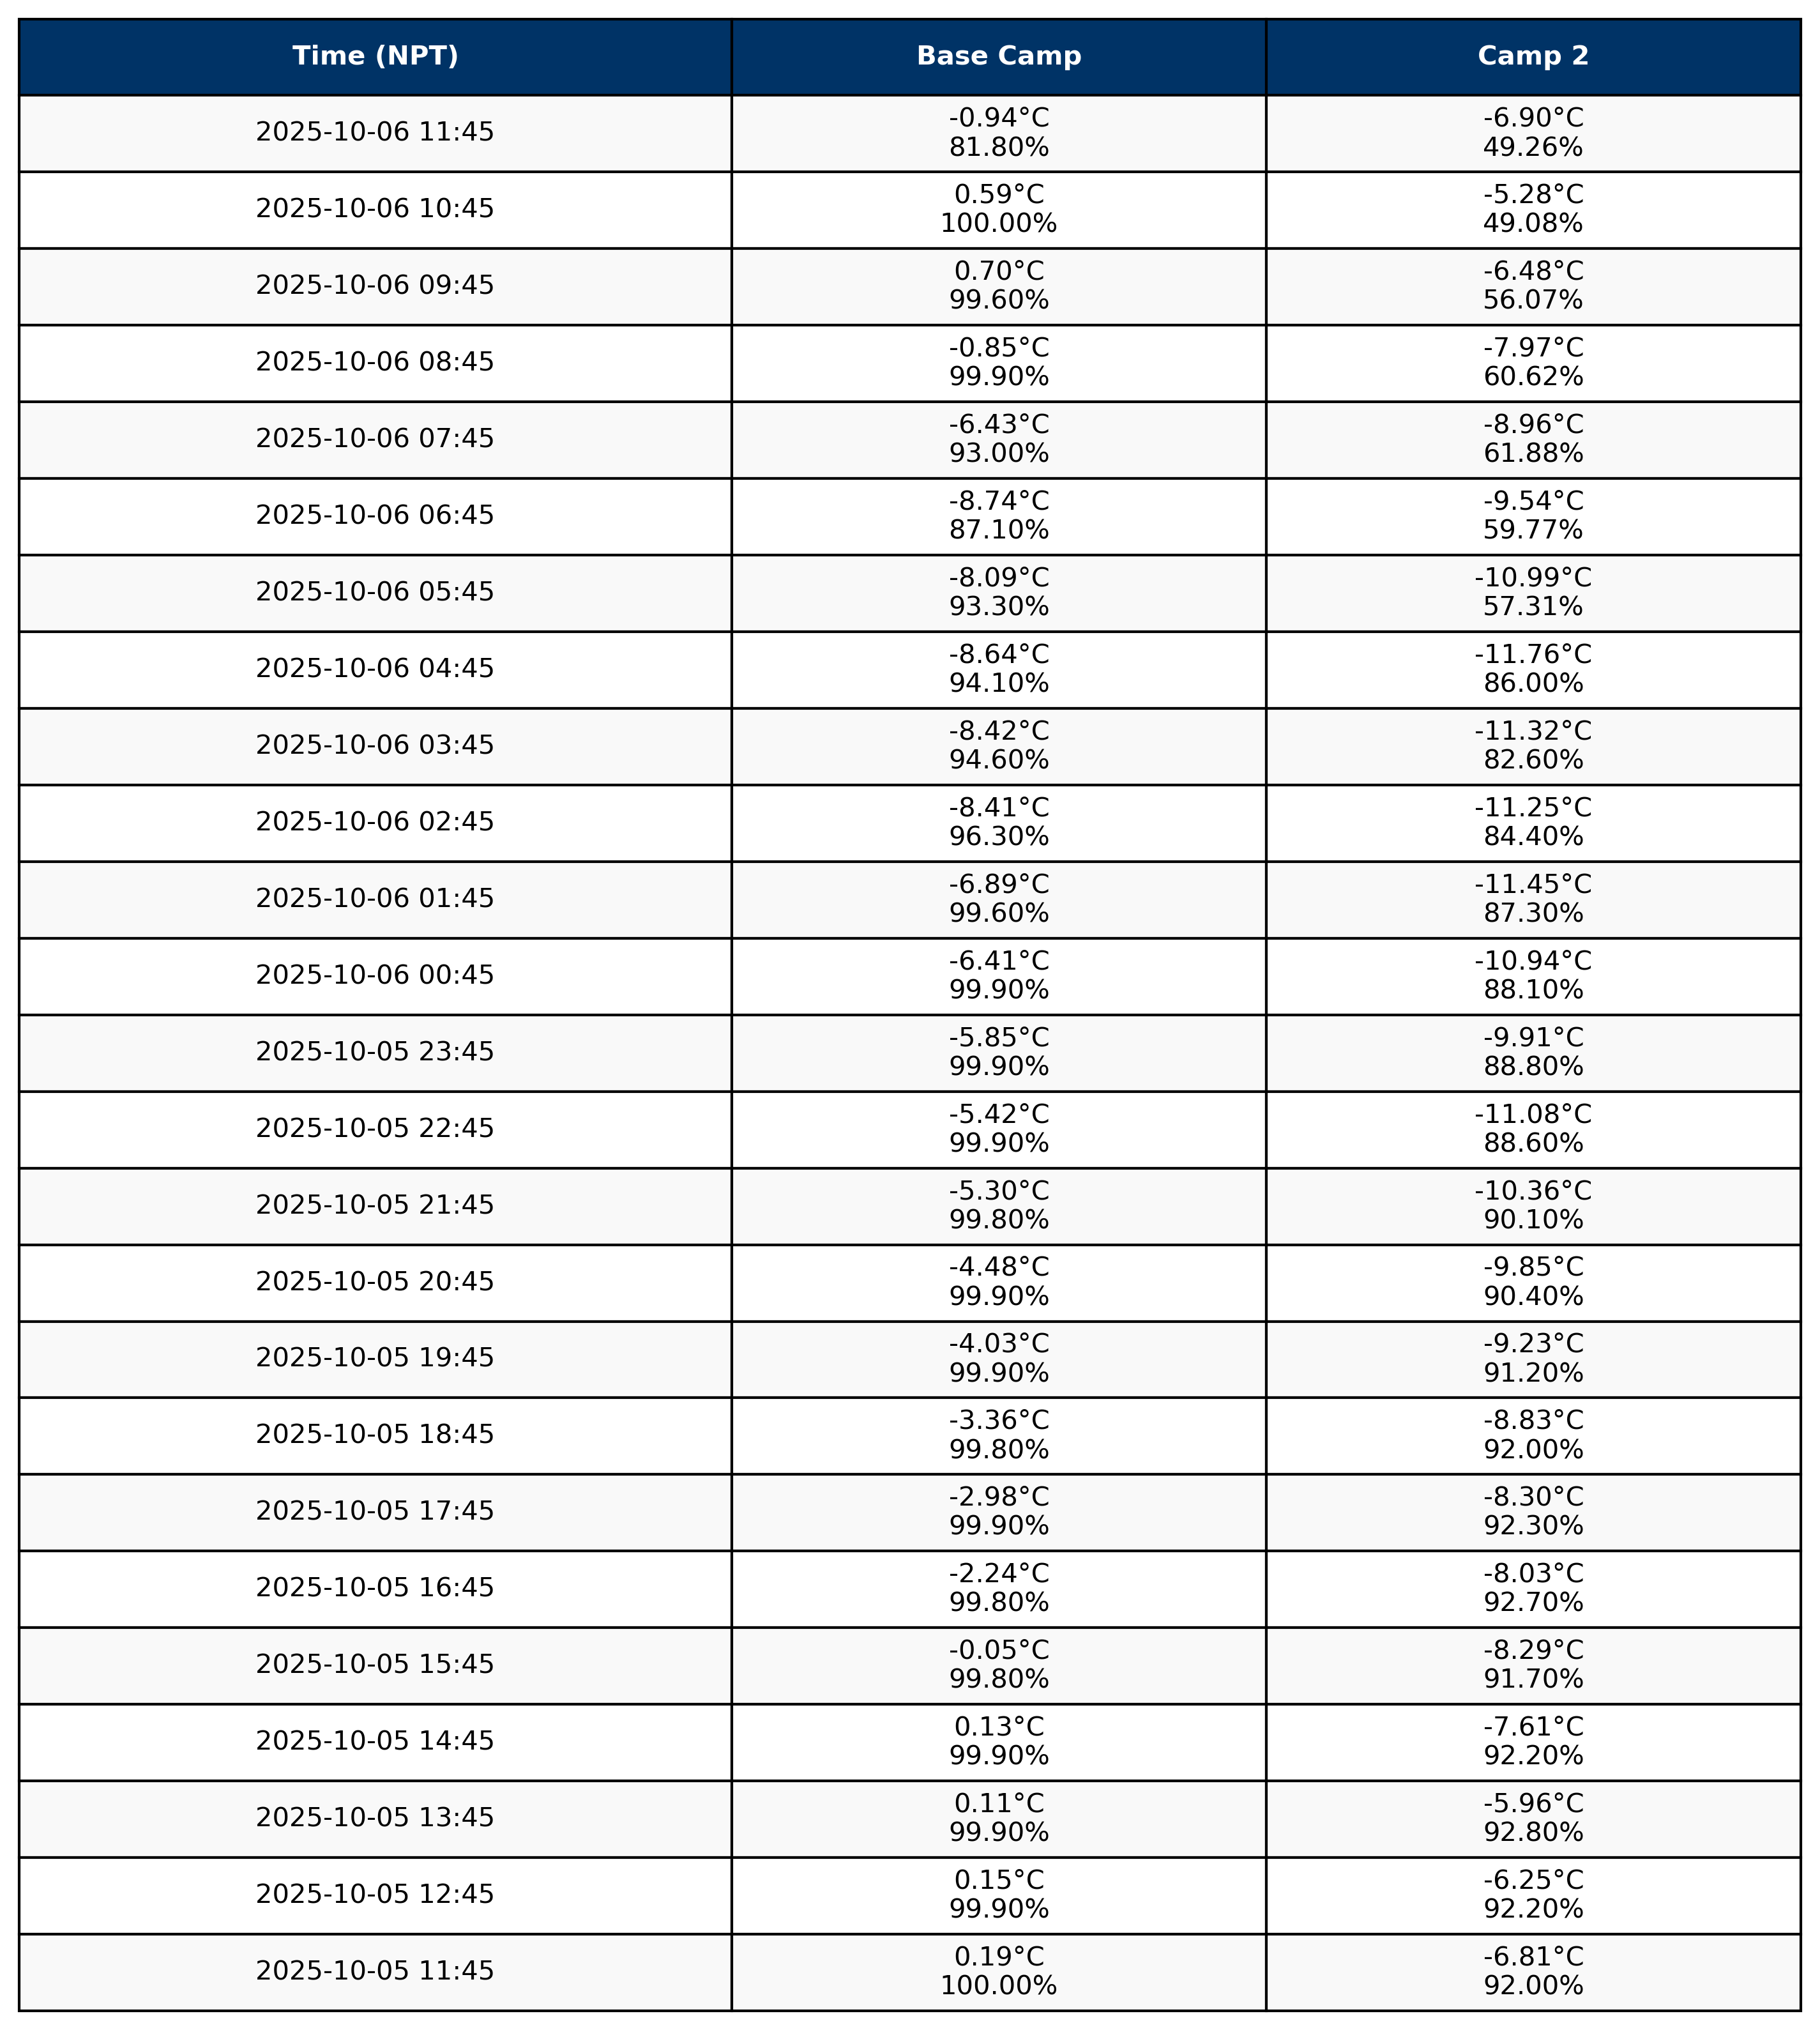 Time (NPT) Base Camp Camp 2
2025-10-06 11:45
-0.94°C
81.80%
-6.90°C
49.26%
2025-10-06 10:45
0.59°C
100.00%
-5.28°C
49.08%
2025-10-06 09:45
0.70°C
99.60%
-6.48°C
56.07%
2025-10-06 08:45
-0.85°C
99.90%
-7.97°C
60.62%
2025-10-06 07:45
-6.43°C
93.00%
-8.96°C
61.88%
2025-10-06 06:45
-8.74°C
87.10%
-9.54°C
59.77%
2025-10-06 05:45
-8.09°C
93.30%
-10.99°C
57.31%
2025-10-06 04:45
-8.64°C
94.10%
-11.76°C
86.00%
2025-10-06 03:45
-8.42°C
94.60%
-11.32°C
82.60%
2025-10-06 02:45
-8.41°C
96.30%
-11.25°C
84.40%
2025-10-06 01:45
-6.89°C
99.60%
-11.45°C
87.30%
2025-10-06 00:45
-6.41°C
99.90%
-10.94°C
88.10%
2025-10-05 23:45
-5.85°C
99.90%
-9.91°C
88.80%
2025-10-05 22:45
-5.42°C
99.90%
-11.08°C
88.60%
2025-10-05 21:45
-5.30°C
99.80%
-10.36°C
90.10%
2025-10-05 20:45
-4.48°C
99.90%
-9.85°C
90.40%
2025-10-05 19:45
-4.03°C
99.90%
-9.23°C
91.20%
2025-10-05 18:45
-3.36°C
99.80%
-8.83°C
92.00%
2025-10-05 17:45
-2.98°C
99.90%
-8.30°C
92.30%
2025-10-05 16:45
-2.24°C
99.80%
-8.03°C
92.70%
2025-10-05 15:45
-0.05°C
99.80%
-8.29°C
91.70%
2025-10-05 14:45
0.13°C
99.90%
-7.61°C
92.20%
2025-10-05 13:45
0.11°C
99.90%
-5.96°C
92.80%
2025-10-05 12:45
0.15°C
99.90%
-6.25°C
92.20%
2025-10-05 11:45
0.19°C
100.00%
-6.81°C
92.00%